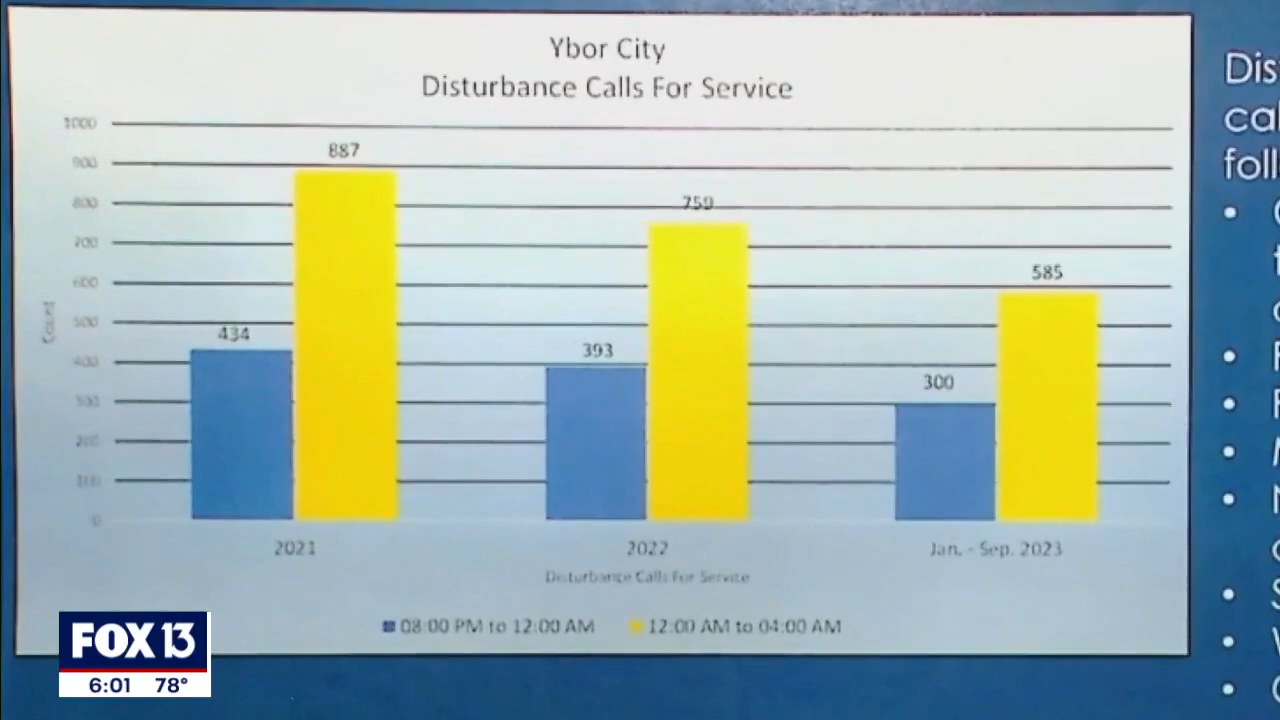 Ybor City
Disturbance Calls For Service
1000
900
800
700
600
500
400
300
200
100
0
Count
434
887
393
759
300
585
2021
2022
Jan. - Sep. 2023
Disturbance Calls For Service
08:00 PM to 12:00 AM
12:00 AM to 04:00 AM
FOX 13
6:01 78°